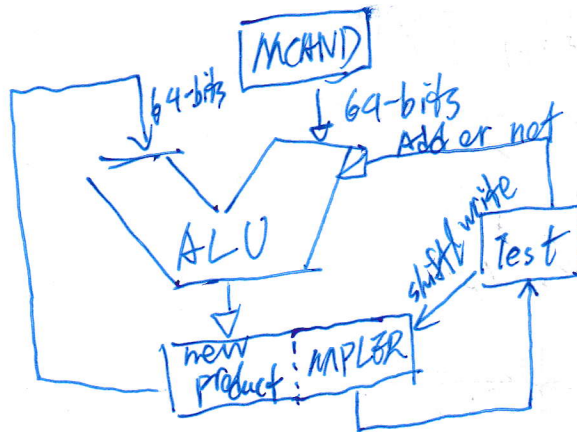 MCAND
64-bits
64-bits
Add or not
ALU
shift/write
Test
new
product
MPLER